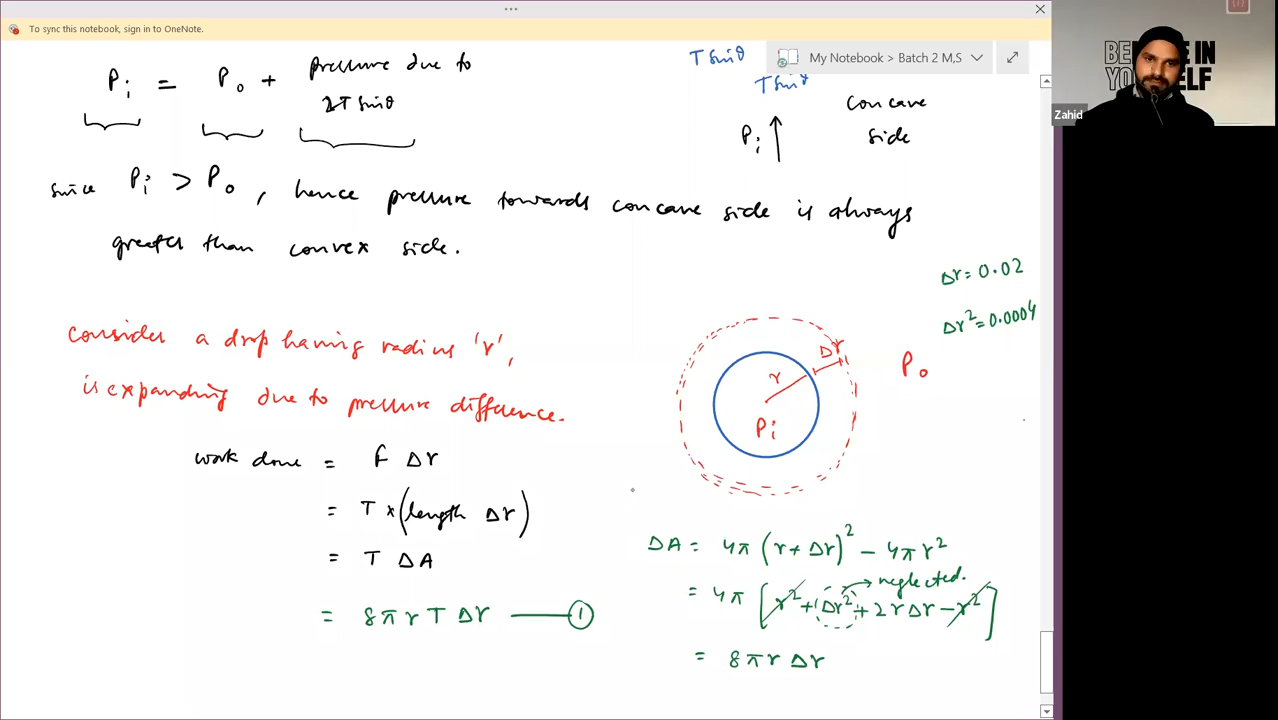 To sync this notebook, sign in to OneNote.
My Notebook > Batch 2 M,S
Zahid
Pi = Po + pressure due to
2T sinθ
T sinθ
T sinθ
Pi
Concave
side
since Pi > Po, hence pressure towards concave side is always
greater than convex side.
Δr = 0.02
Δr² = 0.0004
Consider a drop having radius 'r',
is expanding due to pressure difference.
r
Δr
Pi
Po
work done = F Δr
= T × (length Δr)
= T ΔA
= 8πr T Δr —— ①
ΔA = 4π (r + Δr)² − 4πr²
→ neglected.
= 4π [r² + Δr² + 2rΔr − r²]
= 8πr Δr